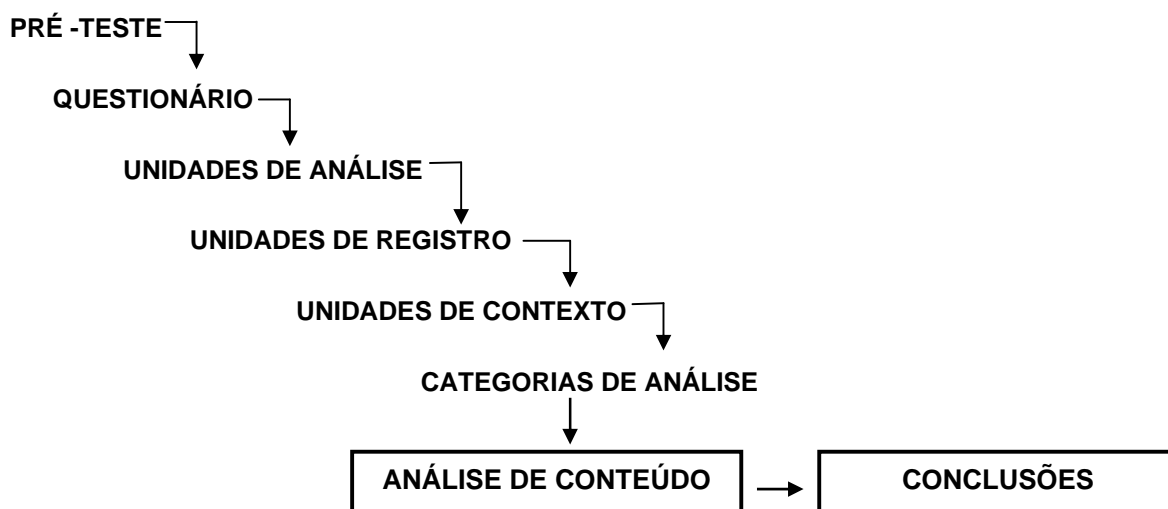 PRÉ -TESTE
QUESTIONÁRIO
UNIDADES DE ANÁLISE
UNIDADES DE REGISTRO
UNIDADES DE CONTEXTO
CATEGORIAS DE ANÁLISE
ANÁLISE DE CONTEÚDO
CONCLUSÕES